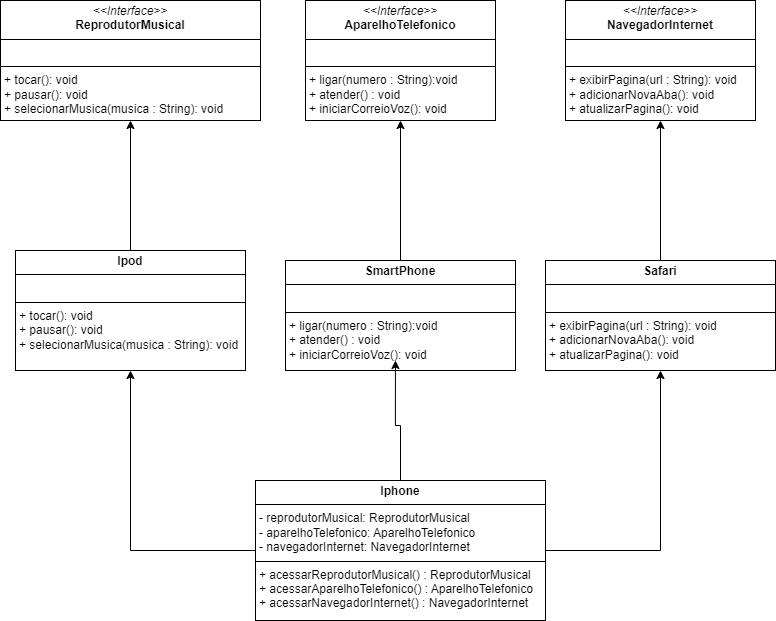 <<Interface>>
ReprodutorMusical
+ tocar(): void
+ pausar(): void
+ selecionarMusica(musica : String): void
<<Interface>>
AparelhoTelefonico
+ ligar(numero : String):void
+ atender() : void
+ iniciarCorreioVoz(): void
<<Interface>>
NavegadorInternet
+ exibirPagina(url : String): void
+ adicionarNovaAba(): void
+ atualizarPagina(): void
Ipod
+ tocar(): void
+ pausar(): void
+ selecionarMusica(musica : String): void
SmartPhone
+ ligar(numero : String):void
+ atender() : void
+ iniciarCorreioVoz(): void
Safari
+ exibirPagina(url : String): void
+ adicionarNovaAba(): void
+ atualizarPagina(): void
Iphone
- reprodutorMusical: ReprodutorMusical
- aparelhoTelefonico: AparelhoTelefonico
- navegadorInternet: NavegadorInternet
+ acessarReprodutorMusical() : ReprodutorMusical
+ acessarAparelhoTelefonico() : AparelhoTelefonico
+ acessarNavegadorInternet() : NavegadorInternet